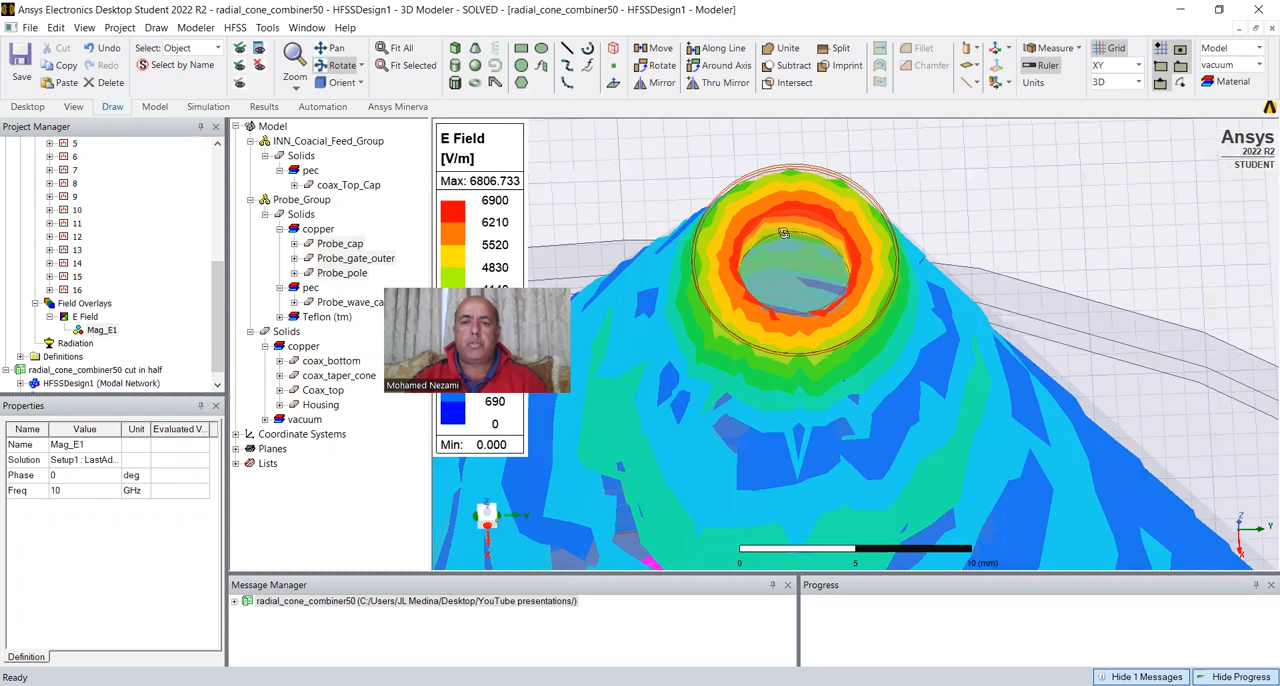 Ansys Electronics Desktop Student 2022 R2 - radial_cone_combiner50 - HFSSDesign1 - 3D Modeler - SOLVED - [radial_cone_combiner50 - HFSSDesign1 - Modeler]
File Edit View Project Draw Modeler HFSS Tools Window Help
Save
Cut Undo
Copy Redo
Paste Delete
Select: Object
Select by Name
Zoom
Pan
Rotate
Orient
Fit All
Fit Selected
Move Along Line
Rotate Around Axis
Mirror Thru Mirror
Unite Split
Subtract Imprint
Intersect
Fillet
Chamfer
Measure
Ruler
Units
Grid
XY
3D
Model
vacuum
Material
Desktop View Draw Model Simulation Results Automation Ansys Minerva
Project Manager
5
6
7
8
9
10
11
12
13
14
15
16
Field Overlays
E Field
Mag_E1
Radiation
Definitions
radial_cone_combiner50 cut in half
HFSSDesign1 (Modal Network)
Properties
Name Value Unit Evaluated V...
Name Mag_E1
Solution Setup1 : LastAd...
Phase 0 deg
Freq 10 GHz
Definition
Model
INN_Coacial_Feed_Group
Solids
pec
coax_Top_Cap
Probe_Group
Solids
copper
Probe_cap
Probe_gate_outer
Probe_pole
pec
Probe_wave_ca
Teflon (tm)
Solids
copper
coax_bottom
coax_taper_cone
Coax_top
Housing
vacuum
Coordinate Systems
Planes
Lists
E Field
[V/m]
Max: 6806.733
6900
6210
5520
4830
690
0
Min: 0.000
Mohamed Nezami
Ansys
2022 R2
STUDENT
Z
Y
X
Z
Y
X
0 5 10 (mm)
Message Manager
radial_cone_combiner50 (C:/Users/JL Medina/Desktop/YouTube presentations/)
Progress
Ready
Hide 1 Messages Hide Progress